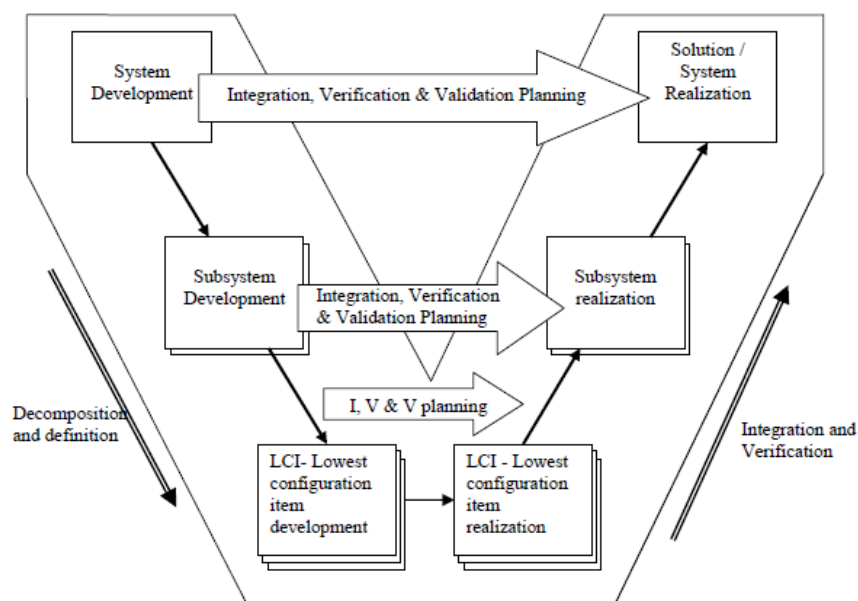 System
Development
Integration, Verification & Validation Planning
Solution /
System
Realization
Subsystem
Development
Integration, Verification
& Validation Planning
Subsystem
realization
I, V & V planning
Decomposition
and definition
LCI- Lowest
configuration
item
development
LCI - Lowest
configuration
item
realization
Integration and
Verification